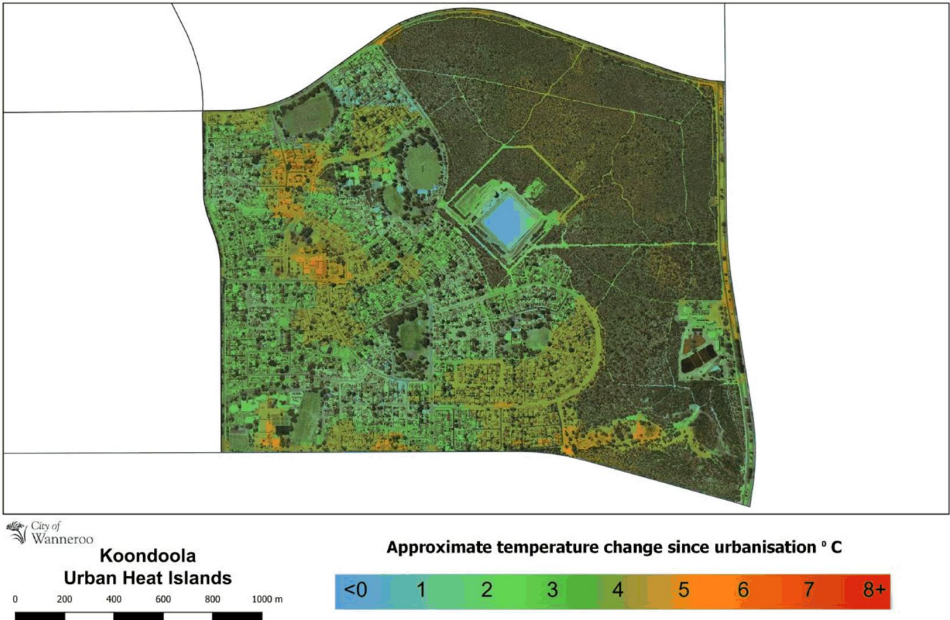 City of
Wanneroo
Koondoola
Urban Heat Islands
0 200 400 600 800 1000 m
Approximate temperature change since urbanisation ° C
<0 1 2 3 4 5 6 7 8+